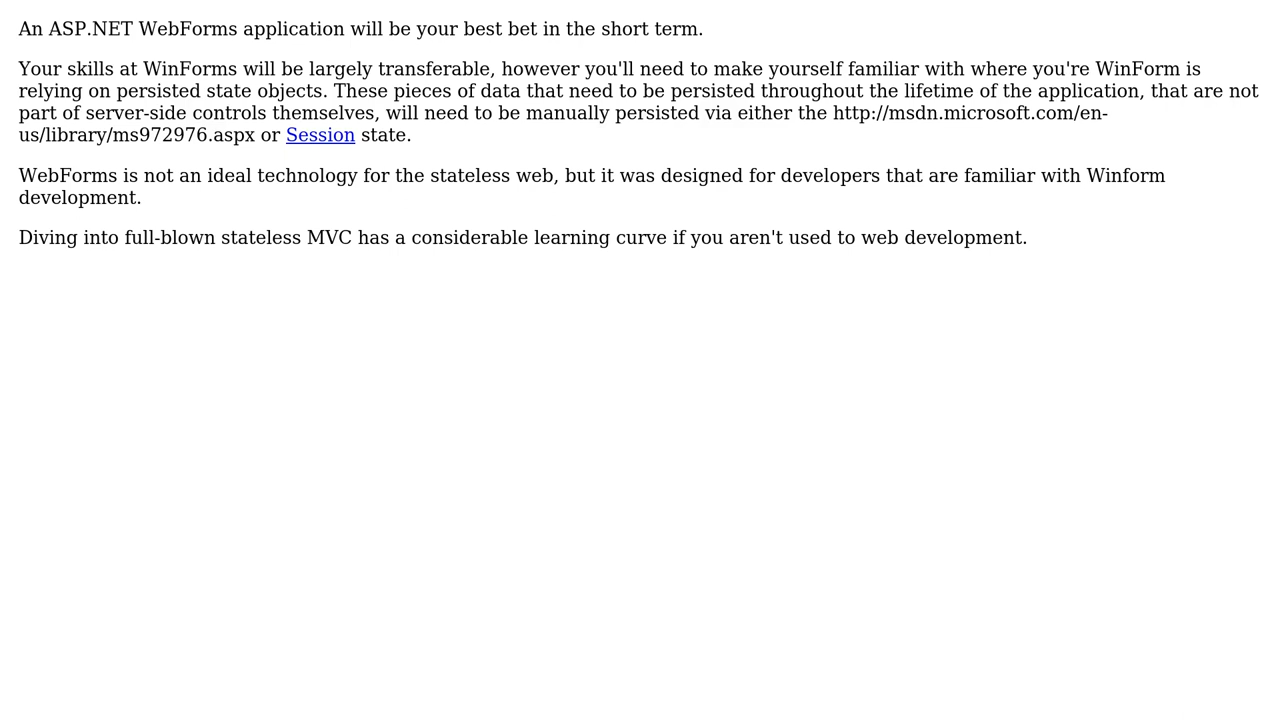 An ASP.NET WebForms application will be your best bet in the short term.
Your skills at WinForms will be largely transferable, however you'll need to make yourself familiar with where you're WinForm is
relying on persisted state objects. These pieces of data that need to be persisted throughout the lifetime of the application, that are not
part of server-side controls themselves, will need to be manually persisted via either the http://msdn.microsoft.com/en-
us/library/ms972976.aspx or Session state.
WebForms is not an ideal technology for the stateless web, but it was designed for developers that are familiar with Winform
development.
Diving into full-blown stateless MVC has a considerable learning curve if you aren't used to web development.